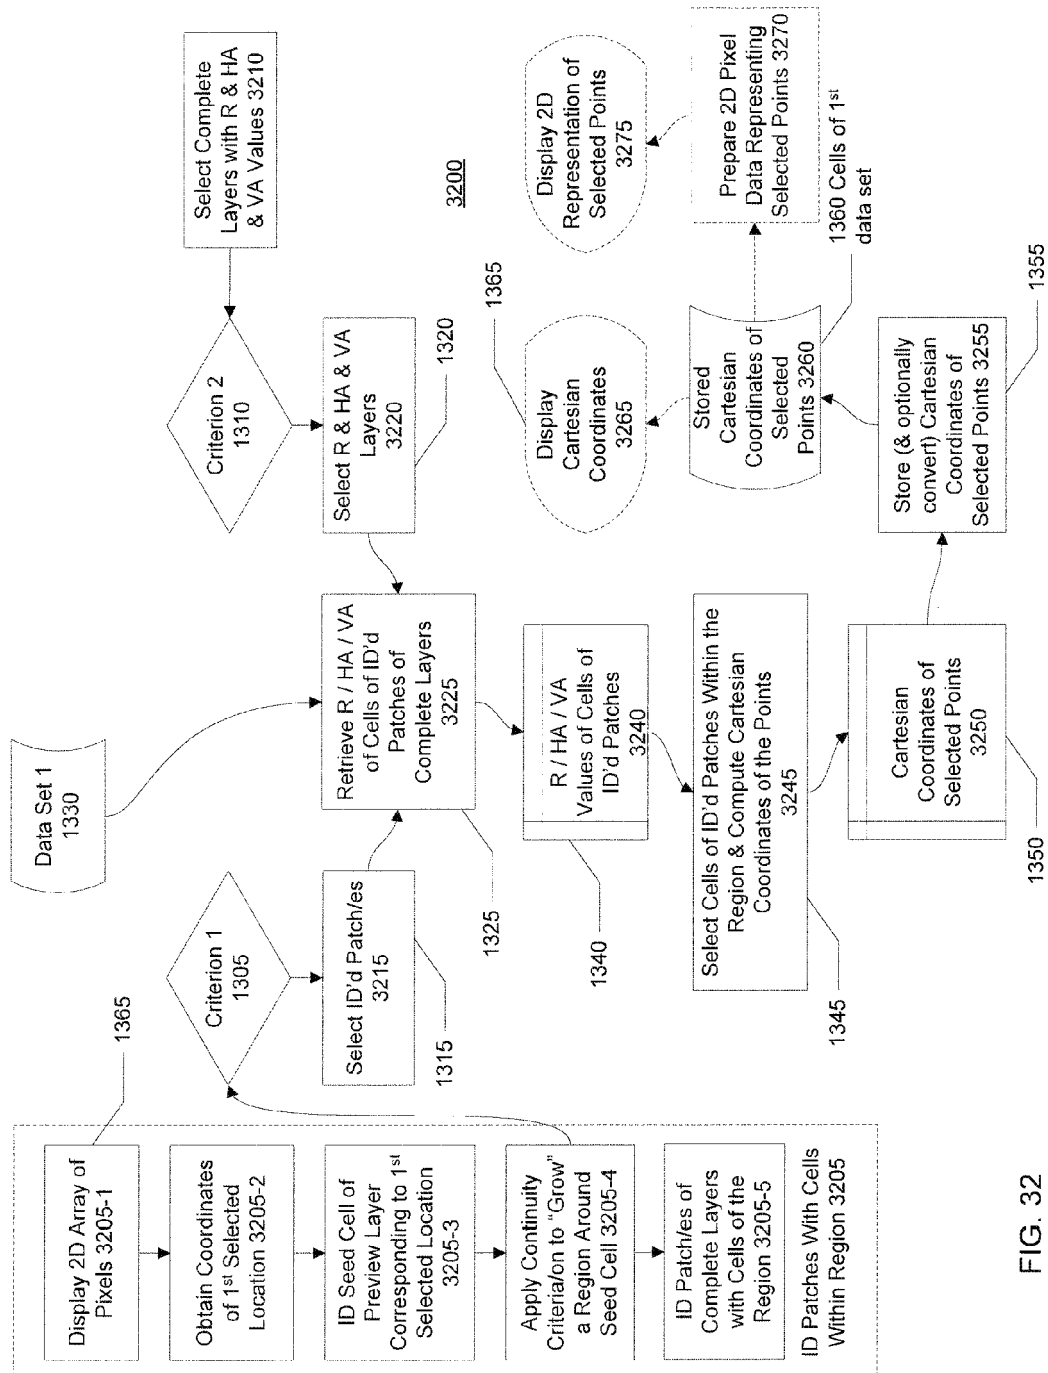 Display 2D Array of
Pixels 3205-1
1365
Obtain Coordinates
of 1st Selected
Location 3205-2
ID Seed Cell of
Preview Layer
Corresponding to 1st
Selected Location
3205-3
Apply Continuity
Criteria/on to "Grow"
a Region Around
Seed Cell 3205-4
ID Patch/es of
Complete Layers
with Cells of the
Region 3205-5
ID Patches With Cells
Within Region 3205
Criterion 1
1305
Select ID'd Patch/es
3215
1315
Data Set 1
1330
Select Complete
Layers with R & HA
& VA Values 3210
Criterion 2
1310
Select R & HA & VA
Layers
3220
1320
Retrieve R / HA / VA
of Cells of ID'd
Patches of
Complete Layers
3225
1325
R / HA / VA
Values of Cells of
ID'd Patches
3240
1340
Select Cells of ID'd Patches Within the
Region & Compute Cartesian
Coordinates of the Points
3245
1345
Cartesian
Coordinates of
Selected Points
3250
1350
Store (& optionally
convert) Cartesian
Coordinates of
Selected Points 3255
1355
Stored
Cartesian
Coordinates of
Selected
Points 3260
1360 Cells of 1st
data set
Display
Cartesian
Coordinates
3265
1365
Prepare 2D Pixel
Data Representing
Selected Points 3270
Display 2D
Representation of
Selected Points
3275
3200
FIG. 32